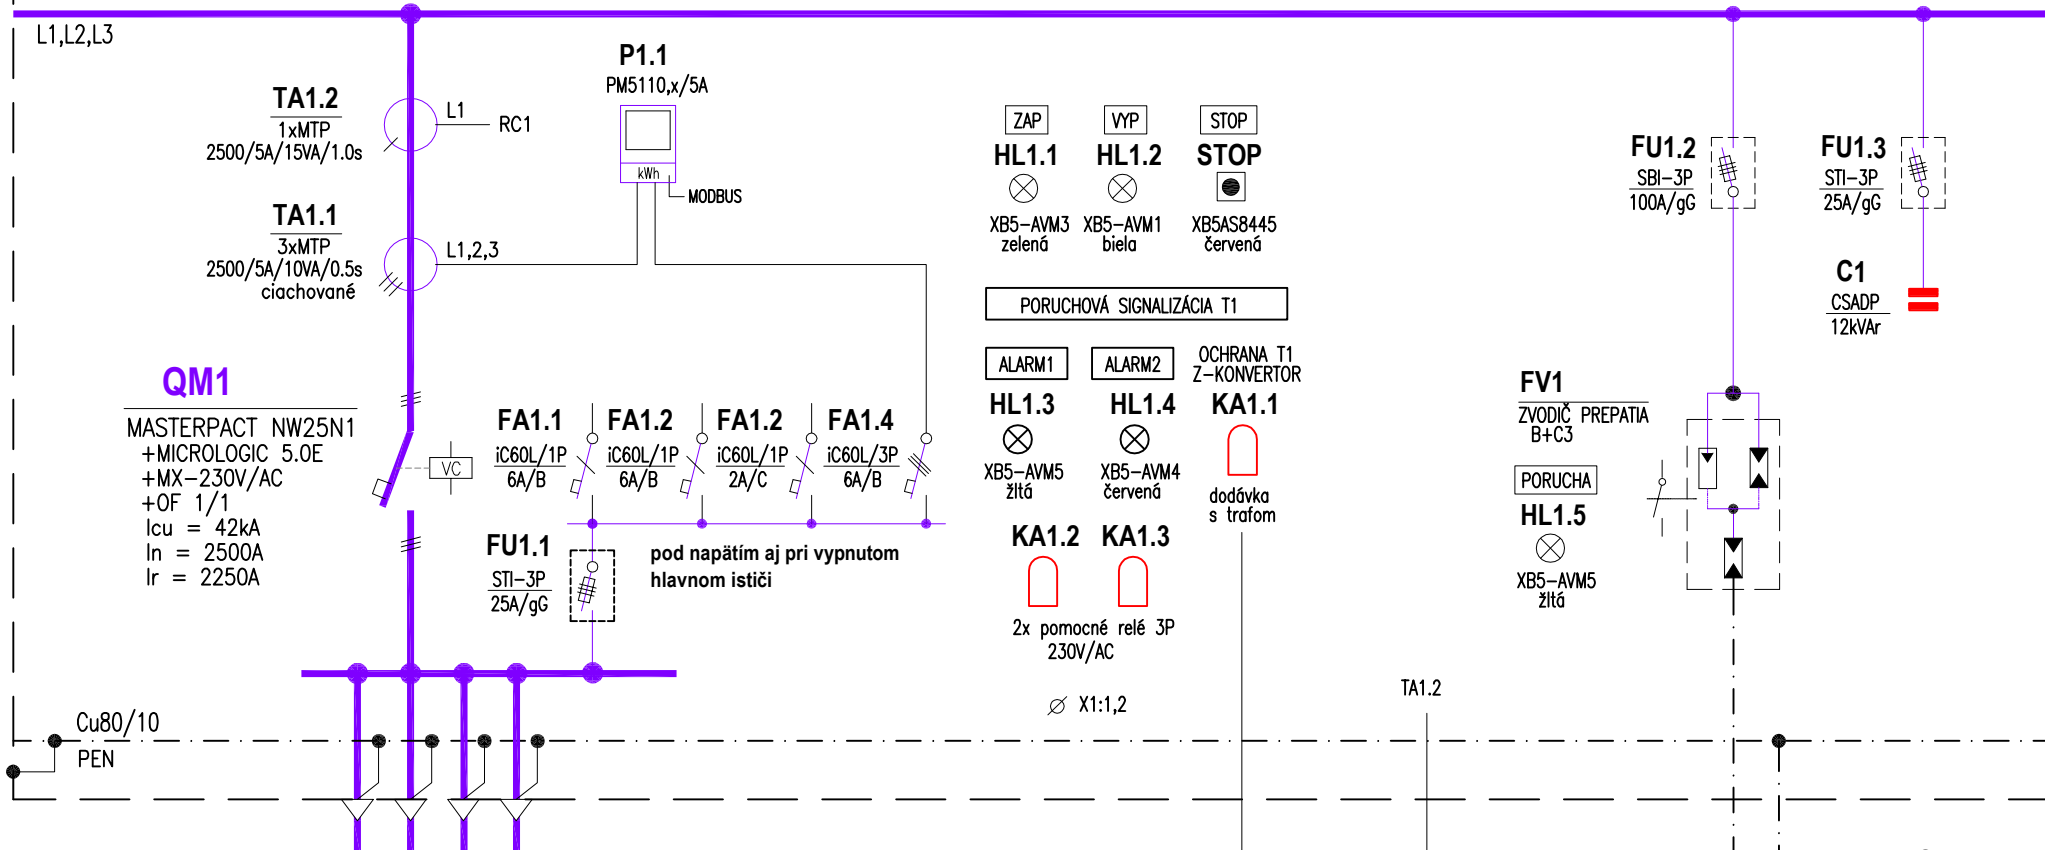 L1,L2,L3
TA1.2
1xMTP
2500/5A/15VA/1.0s
L1
RC1
TA1.1
3xMTP
2500/5A/10VA/0.5s
ciachované
L1,2,3
P1.1
PM5110,x/5A
kWh
MODBUS
QM1
MASTERPACT NW25N1
+MICROLOGIC 5.0E
+MX-230V/AC
+OF 1/1
Icu = 42kA
In = 2500A
Ir = 2250A
VC
FA1.1
iC60L/1P
6A/B
FA1.2
iC60L/1P
6A/B
FA1.2
iC60L/1P
2A/C
FA1.4
iC60L/3P
6A/B
FU1.1
STI-3P
25A/gG
pod napätím aj pri vypnutom
hlavnom ističi
ZAP
HL1.1
XB5-AVM3
zelená
VYP
HL1.2
XB5-AVM1
biela
STOP
STOP
XB5AS8445
červená
PORUCHOVÁ SIGNALIZÁCIA T1
ALARM1
HL1.3
XB5-AVM5
žltá
ALARM2
HL1.4
XB5-AVM4
červená
OCHRANA T1
Z-KONVERTOR
KA1.1
dodávka
s trafom
KA1.2
KA1.3
2x pomocné relé 3P
230V/AC
X1:1,2
TA1.2
FU1.2
SBI-3P
100A/gG
FU1.3
STI-3P
25A/gG
C1
CSADP
12kVAr
FV1
ZVODIČ PREPATIA
B+C3
PORUCHA
HL1.5
XB5-AVM5
žltá
Cu80/10
PEN